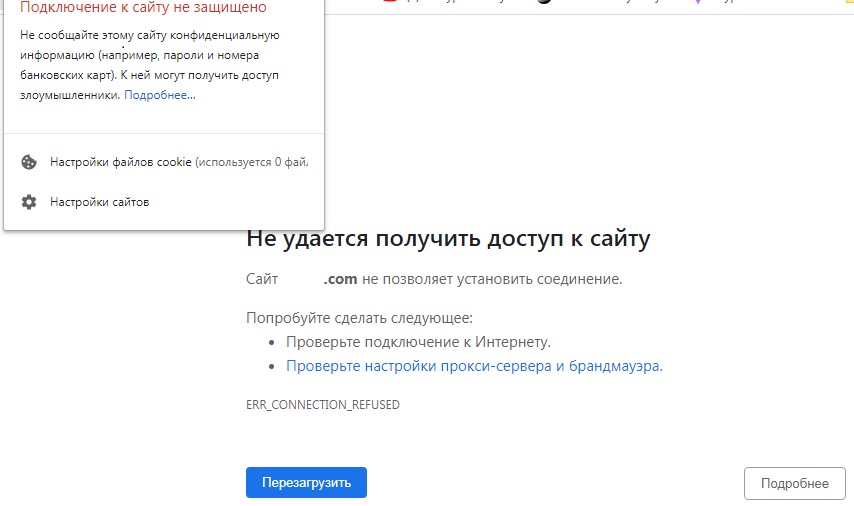 Подключение к сайту не защищено
Не сообщайте этому сайту конфиденциальную
информацию (например, пароли и номера
банковских карт). К ней могут получить доступ
злоумышленники. Подробнее...
Настройки файлов cookie (используется 0 фай
Настройки сайтов
Не удается получить доступ к сайту
Сайт .com не позволяет установить соединение.
Попробуйте сделать следующее:
• Проверьте подключение к Интернету.
• Проверьте настройки прокси-сервера и брандмауэра.
ERR_CONNECTION_REFUSED
Перезагрузить
Подробнее